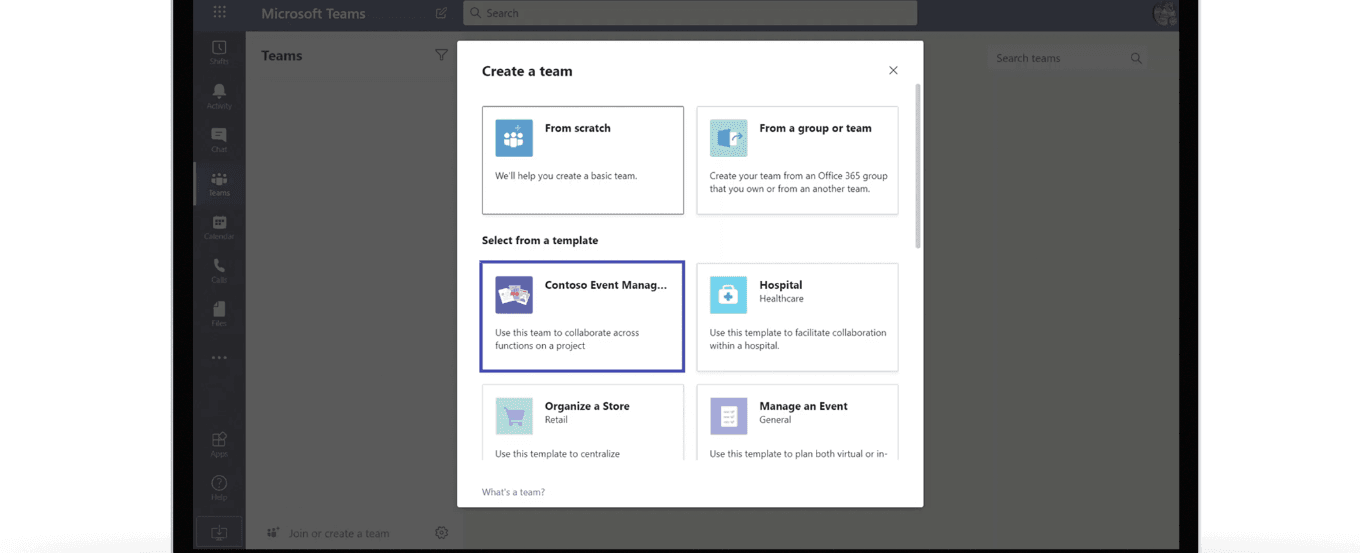 Microsoft Teams
Search
Shifts
Activity
Chat
Teams
Calendar
Calls
Files
Apps
Help
Teams
Search teams
Join or create a team
Create a team
From scratch
We'll help you create a basic team.
From a group or team
Create your team from an Office 365 group
that you own or from another team.
Select from a template
Contoso Event Manag...
Use this team to collaborate across
functions on a project
Hospital
Healthcare
Use this template to facilitate collaboration
within a hospital.
Organize a Store
Retail
Use this template to centralize
Manage an Event
General
Use this template to plan both virtual or in-
What's a team?